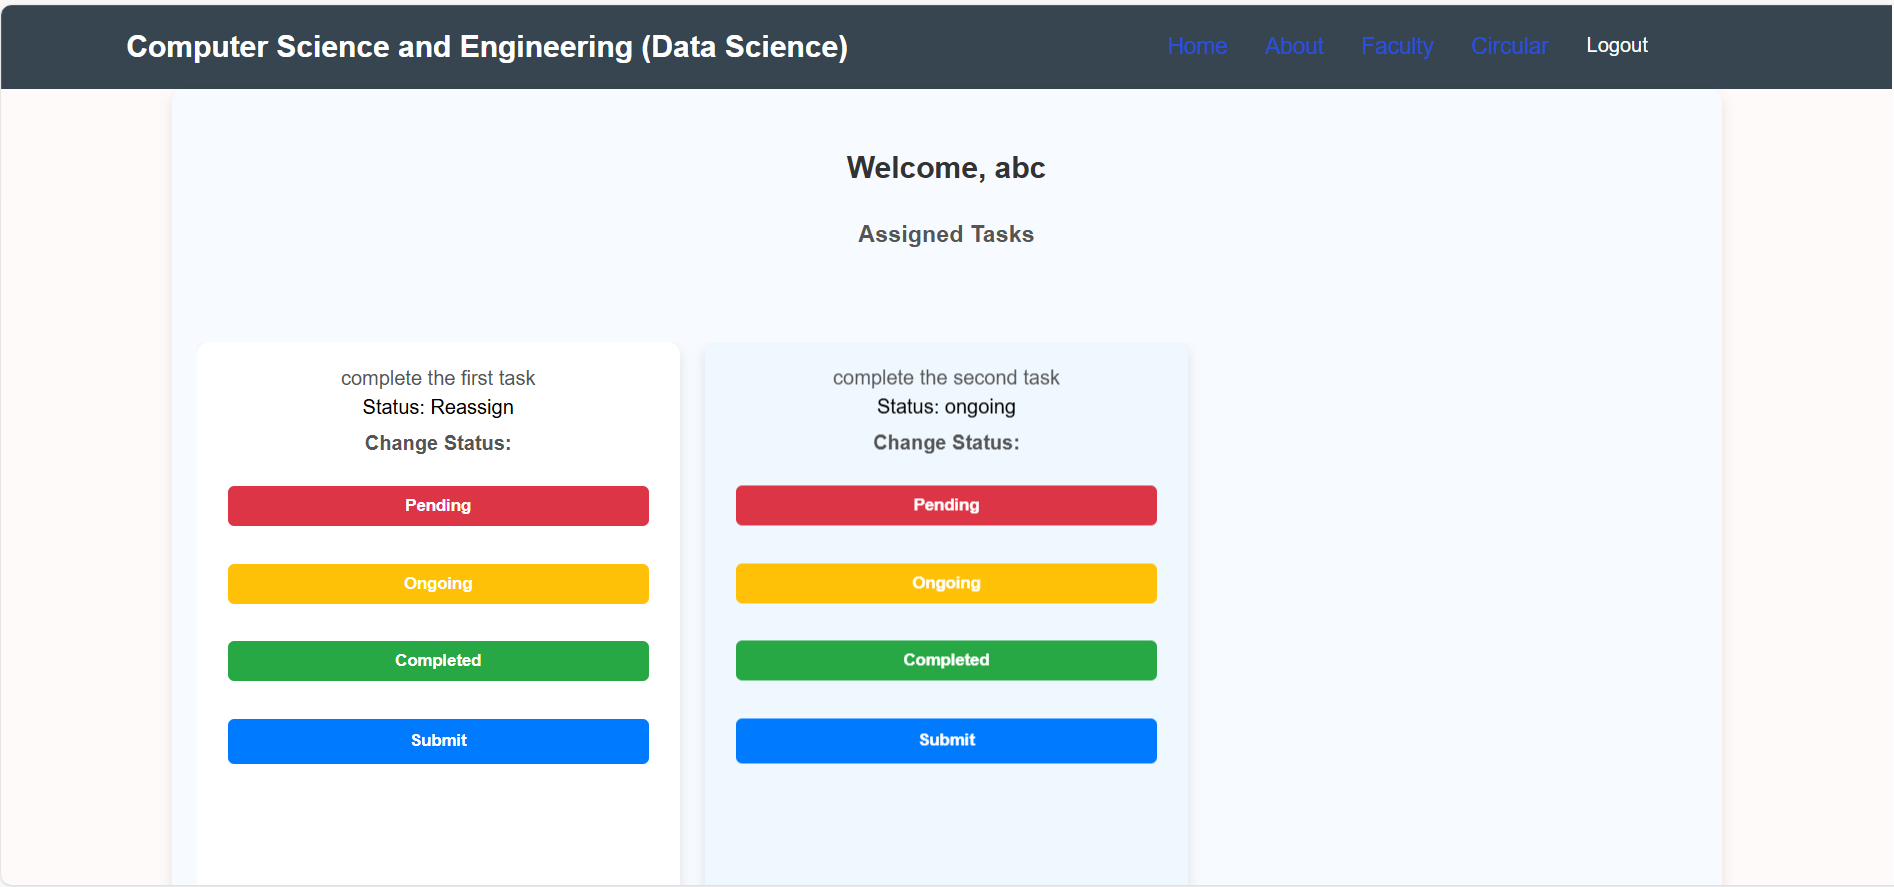 Computer Science and Engineering (Data Science)
Home About Faculty Circular Logout
Welcome, abc
Assigned Tasks
complete the first task
Status: Reassign
Change Status:
Pending
Ongoing
Completed
Submit
complete the second task
Status: ongoing
Change Status:
Pending
Ongoing
Completed
Submit